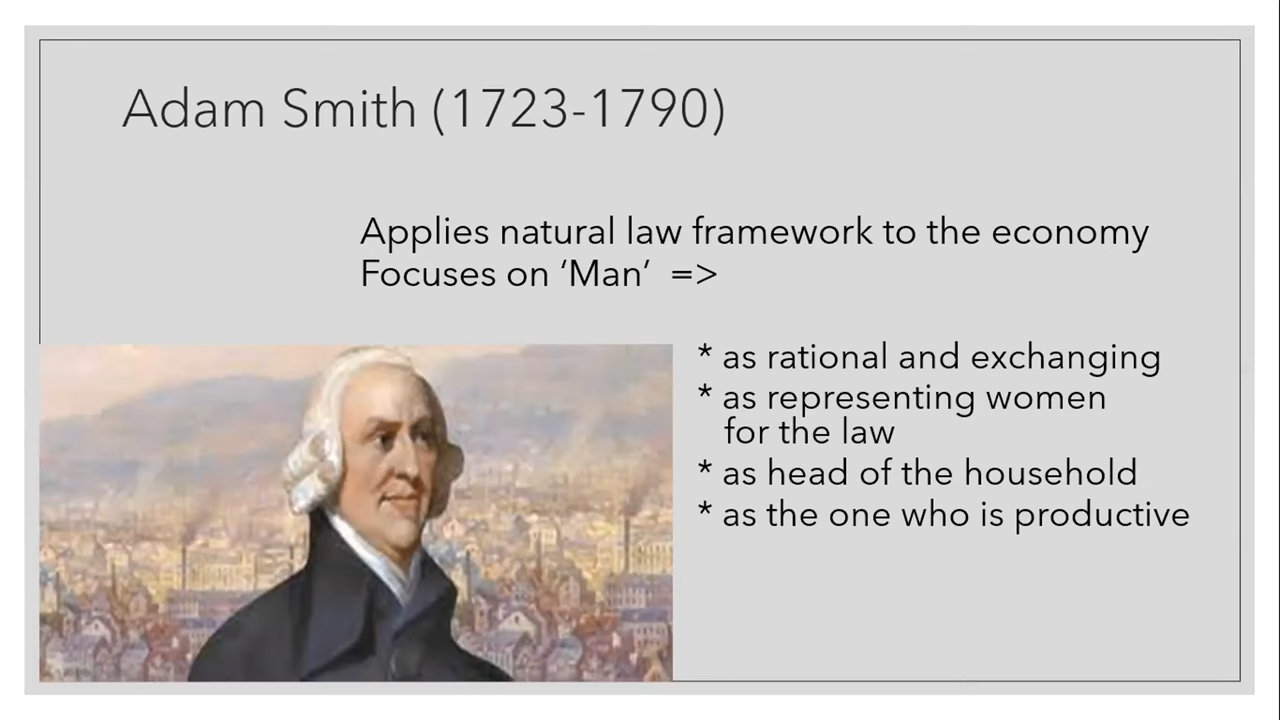 Adam Smith (1723-1790)
Applies natural law framework to the economy
Focuses on ‘Man’ =>
* as rational and exchanging
* as representing women
for the law
* as head of the household
* as the one who is productive